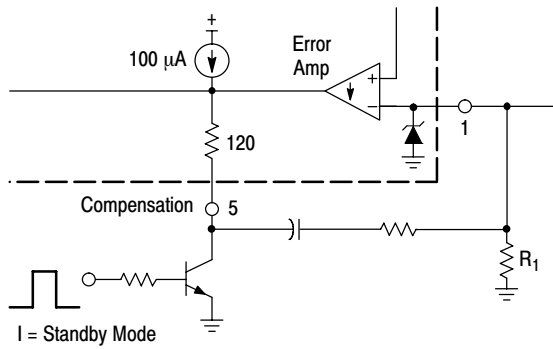 +
100 μA
Error
Amp
+
−
1
120
Compensation
5
R1
I = Standby Mode